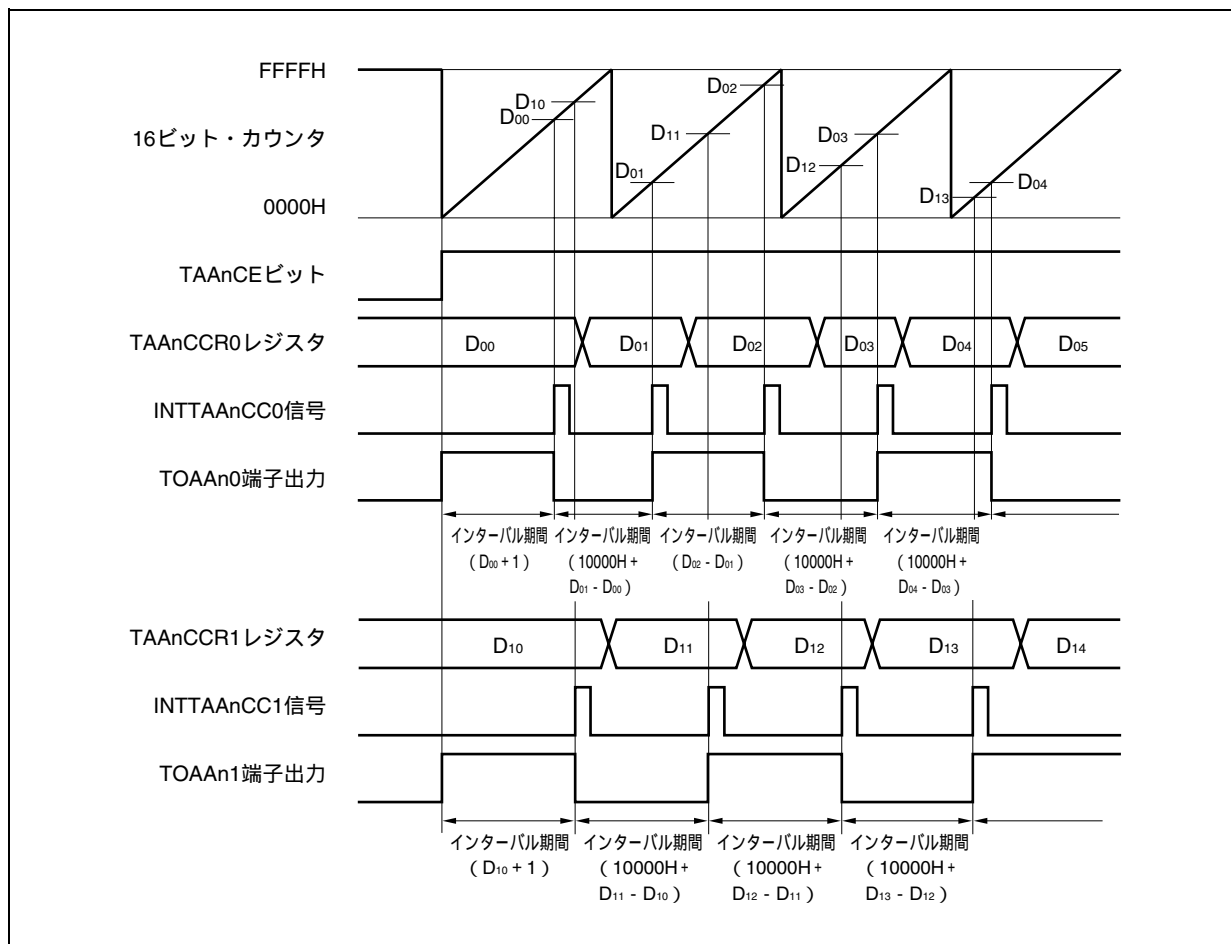 FFFFH
D02
D10
D00
16ビット・カウンタ
D11
D03
D12
D01
D04
D13
0000H
TAAnCEビット
TAAnCCR0レジスタ
D00 D01 D02 D03 D04 D05
INTTAAnCC0信号
TOAAn0端子出力
インターバル期間 インターバル期間 インターバル期間 インターバル期間 インターバル期間
（D00 + 1） （10000H + （D02 - D01） （10000H + （10000H +
D01 - D00） D03 - D02） D04 - D03）
TAAnCCR1レジスタ
D10 D11 D12 D13 D14
INTTAAnCC1信号
TOAAn1端子出力
インターバル期間 インターバル期間 インターバル期間 インターバル期間
（D10 + 1） （10000H + （10000H + （10000H +
D11 - D10） D12 - D11） D13 - D12）